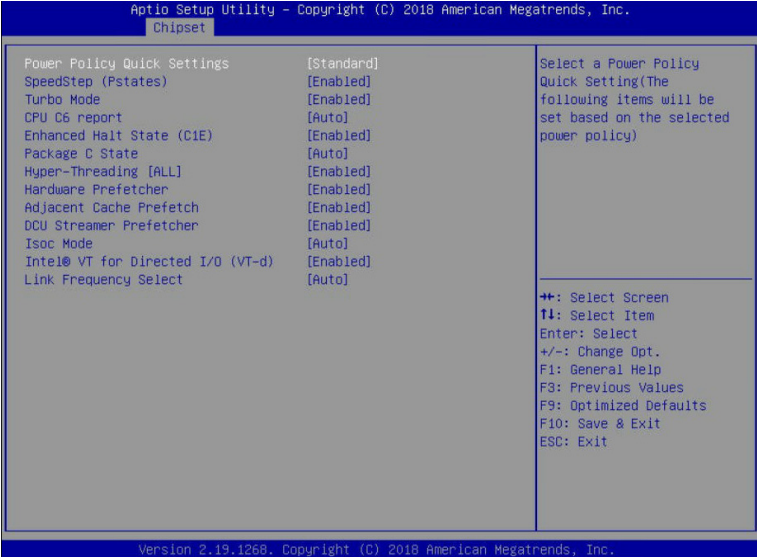 Aptio Setup Utility – Copyright (C) 2018 American Megatrends, Inc.
Chipset
Power Policy Quick Settings [Standard]
SpeedStep (Pstates) [Enabled]
Turbo Mode [Enabled]
CPU C6 report [Auto]
Enhanced Halt State (C1E) [Enabled]
Package C State [Auto]
Hyper-Threading [ALL] [Enabled]
Hardware Prefetcher [Enabled]
Adjacent Cache Prefetch [Enabled]
DCU Streamer Prefetcher [Enabled]
Isoc Mode [Auto]
Intel® VT for Directed I/O (VT-d) [Enabled]
Link Frequency Select [Auto]
Select a Power Policy
Quick Setting(The
following items will be
set based on the selected
power policy)
→←: Select Screen
↑↓: Select Item
Enter: Select
+/-: Change Opt.
F1: General Help
F3: Previous Values
F9: Optimized Defaults
F10: Save & Exit
ESC: Exit
Version 2.19.1268. Copyright (C) 2018 American Megatrends, Inc.